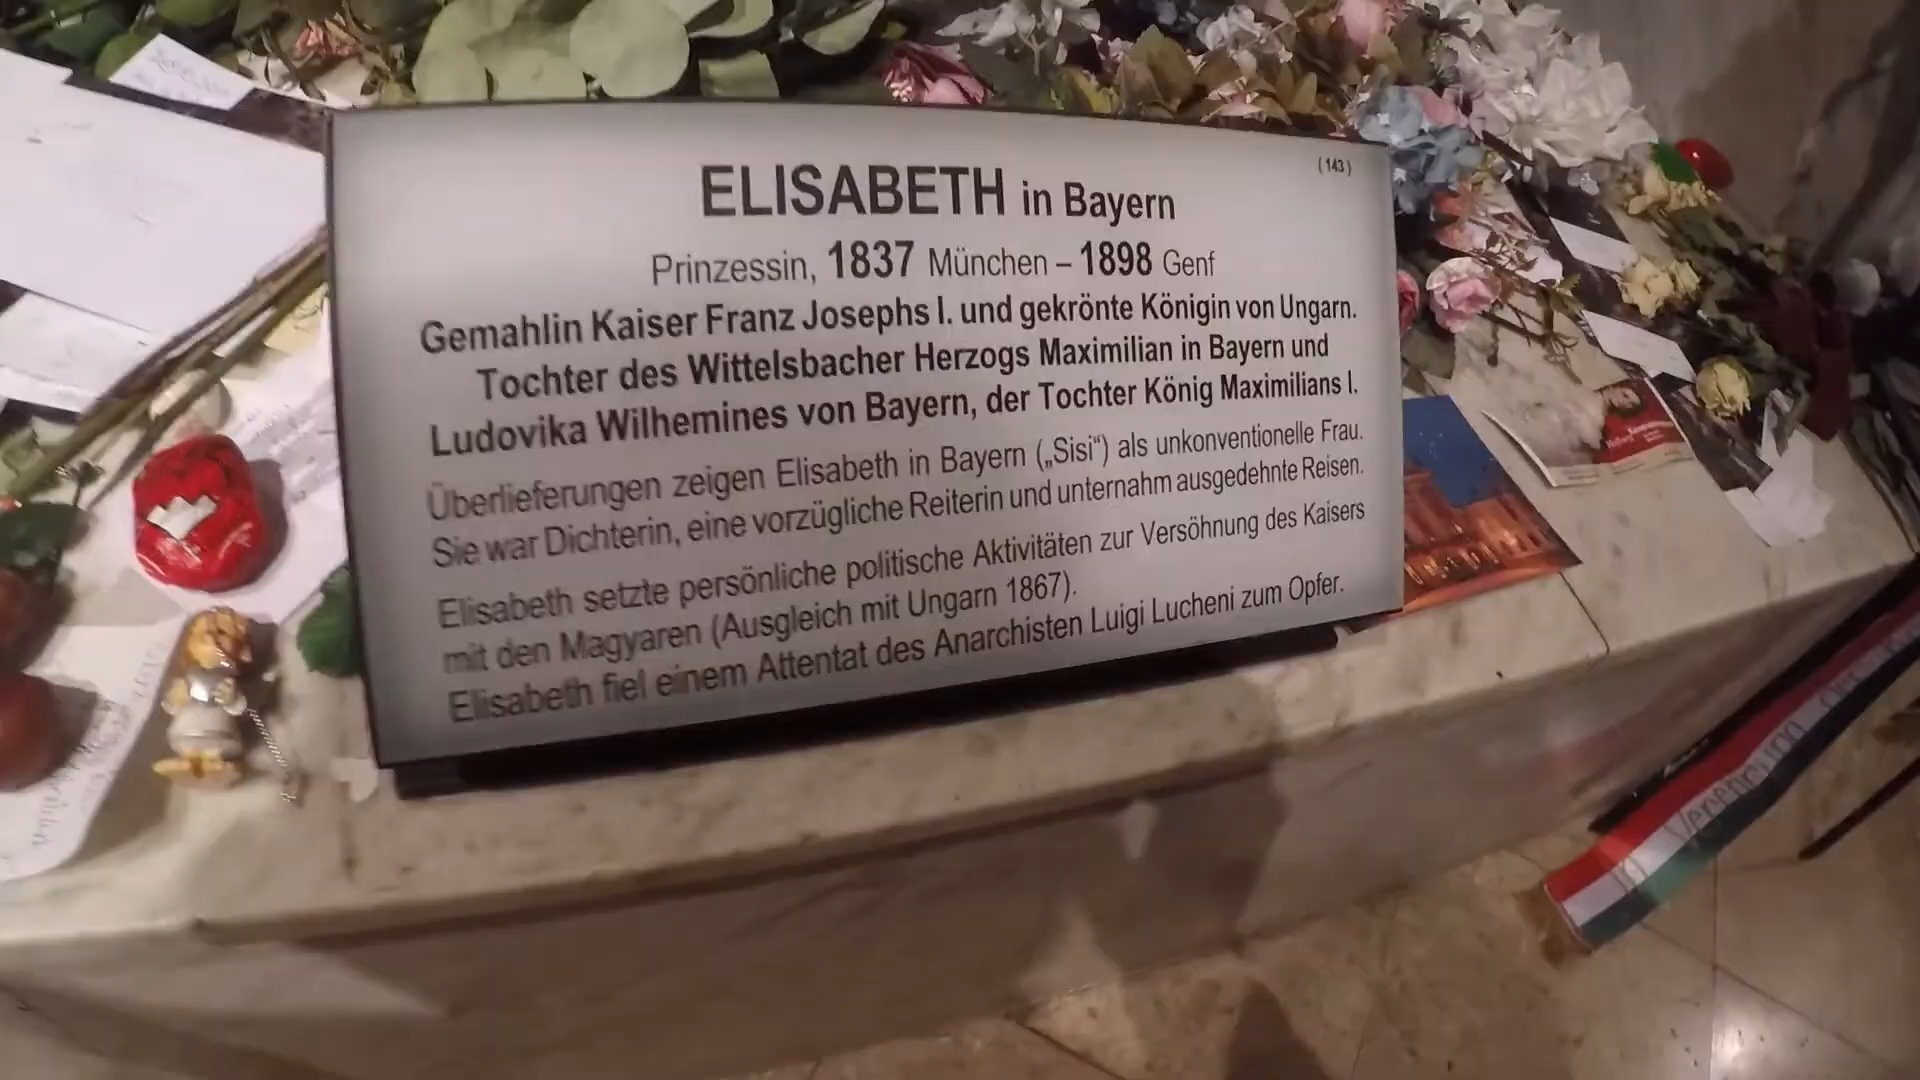 (143)
ELISABETH in Bayern
Prinzessin, 1837 München – 1898 Genf
Gemahlin Kaiser Franz Josephs I. und gekrönte Königin von Ungarn.
Tochter des Wittelsbacher Herzogs Maximilian in Bayern und
Ludovika Wilhemines von Bayern, der Tochter König Maximilians I.
Überlieferungen zeigen Elisabeth in Bayern („Sisi“) als unkonventionelle Frau.
Sie war Dichterin, eine vorzügliche Reiterin und unternahm ausgedehnte Reisen.
Elisabeth setzte persönliche politische Aktivitäten zur Versöhnung des Kaisers
mit den Magyaren (Ausgleich mit Ungarn 1867).
Elisabeth fiel einem Attentat des Anarchisten Luigi Lucheni zum Opfer.
In Verehrung